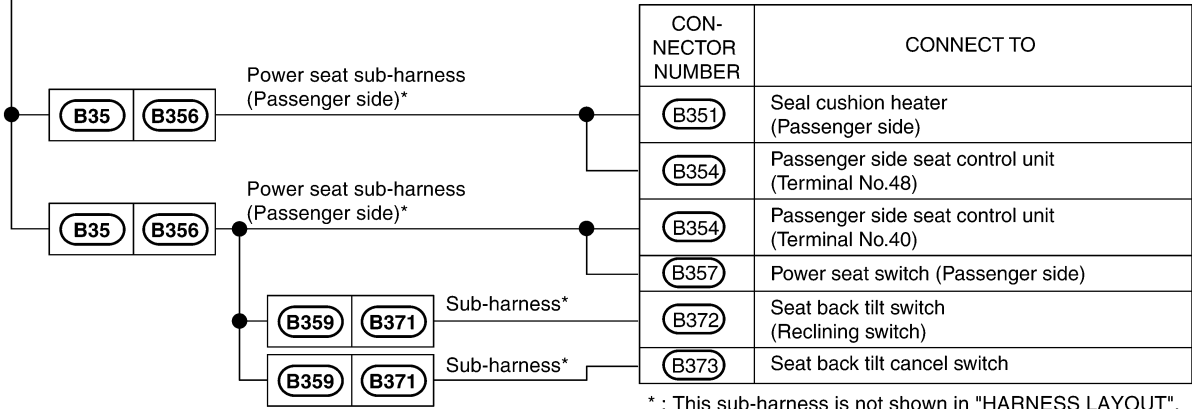 CON-
NECTOR
NUMBER
CONNECT TO
Power seat sub-harness
(Passenger side)*
B35 B356
B351
Seal cushion heater
(Passenger side)
B354
Passenger side seat control unit
(Terminal No.48)
Power seat sub-harness
(Passenger side)*
B35 B356
B354
Passenger side seat control unit
(Terminal No.40)
B357
Power seat switch (Passenger side)
B359 B371
Sub-harness*
B372
Seat back tilt switch
(Reclining switch)
B359 B371
Sub-harness*
B373
Seat back tilt cancel switch
* : This sub-harness is not shown in "HARNESS LAYOUT".